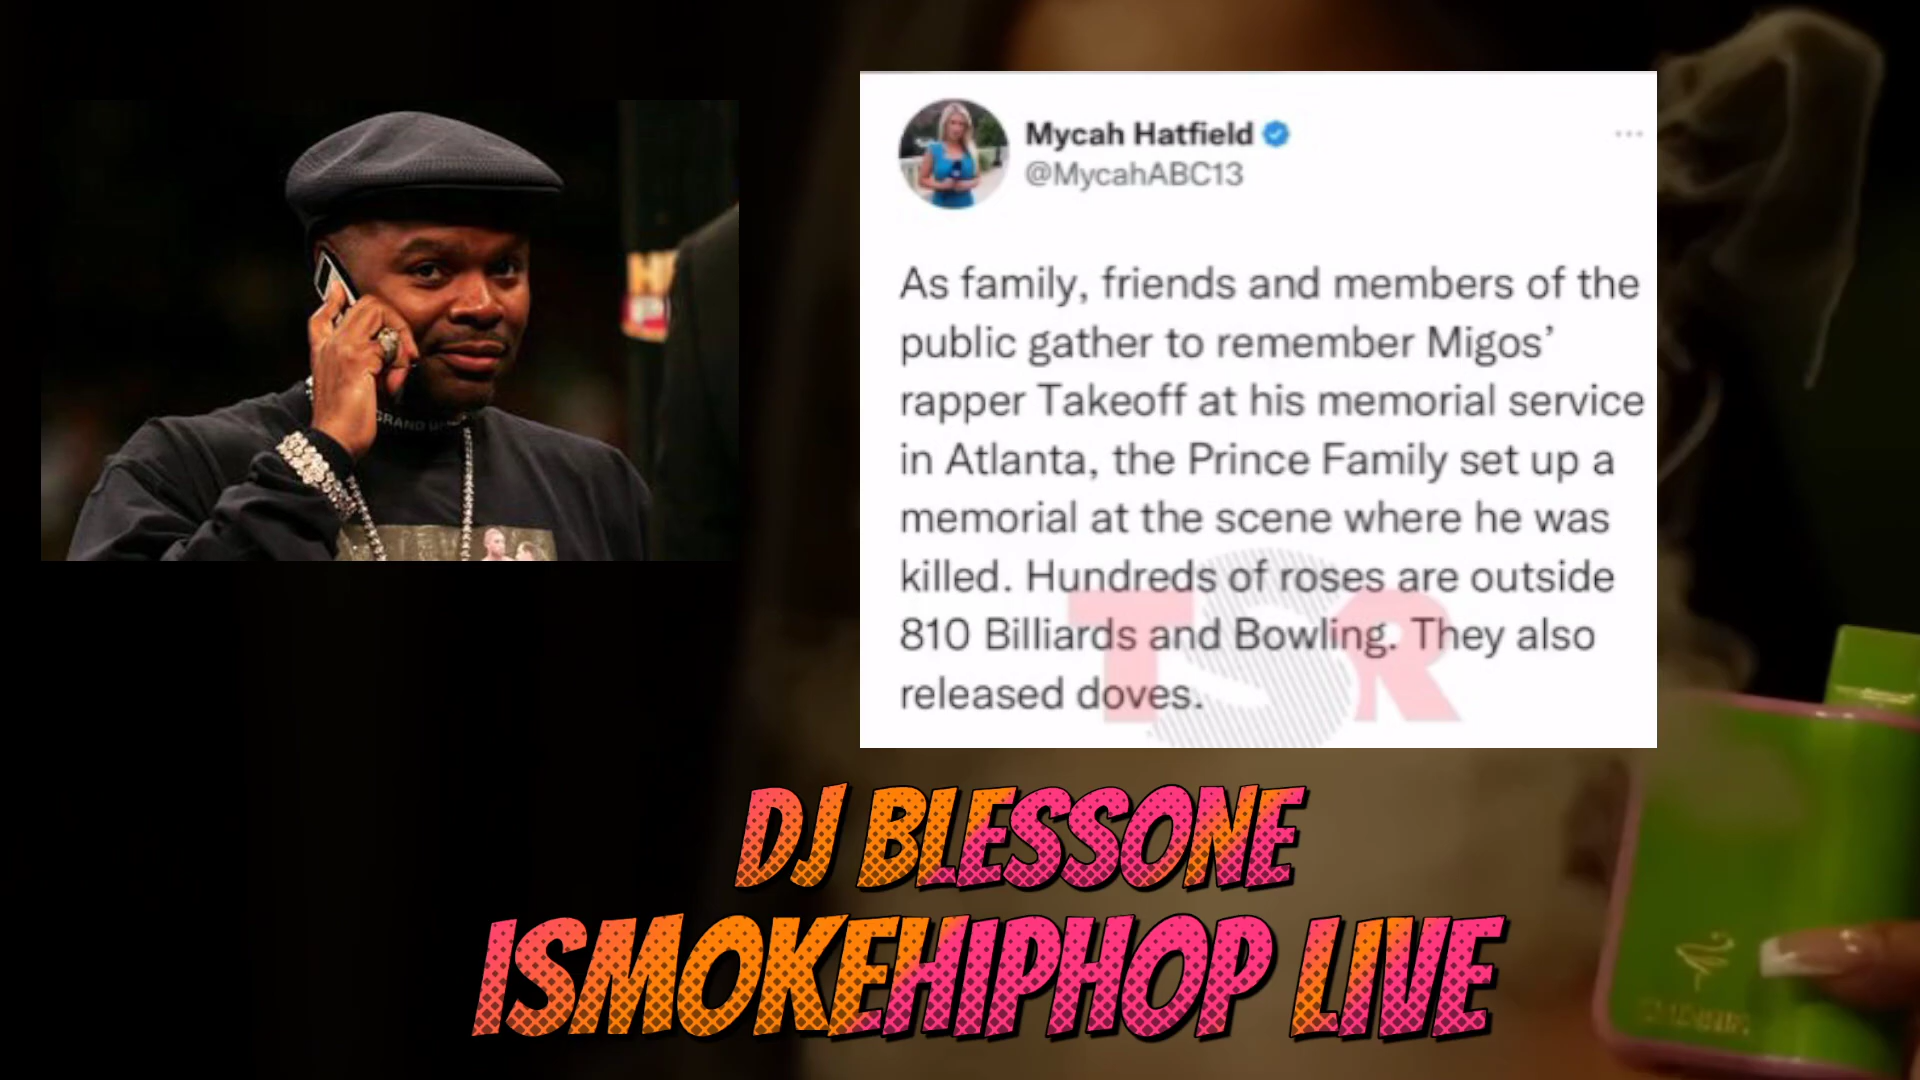 Mycah Hatfield
@MycahABC13
As family, friends and members of the
public gather to remember Migos’
rapper Takeoff at his memorial service
in Atlanta, the Prince Family set up a
memorial at the scene where he was
killed. Hundreds of roses are outside
810 Billiards and Bowling. They also
released doves.
TSR
DJ BLESSONE
ISMOKEHIPHOP LIVE